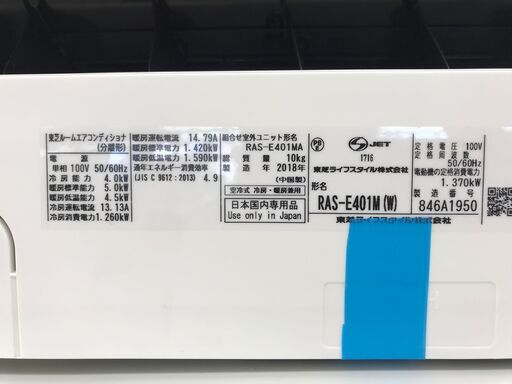 東芝ルームエアコンディショナ
(分離形)
電源
単相 100V 50/60Hz
冷房能力 4.0kW
暖房標準能力 5.0kW
暖房低温能力 4.5kW
冷房運転電流 13.13A
冷房消費電力 1.260kW
暖房運転電流 14.79A
暖房標準電力 1.420kW
暖房低温電力 1.590kW
通年エネルギー消費効率
(JIS C 9612:2013) 4.9
組合せ室外ユニット形名
RAS-E401MA
総質量 10kg
製造年 2018年
(中国製)
空冷式 冷房・暖房兼用
日本国内専用品
Use only in Japan
PS E
JET
1716
東芝ライフスタイル株式会社
形名
RAS-E401M(W)
東芝ライフスタイル株式会社
定格電圧 100V
定格周波数
50/60Hz
電動機の定格消費電力
1.370kW
製造番号
846A1950